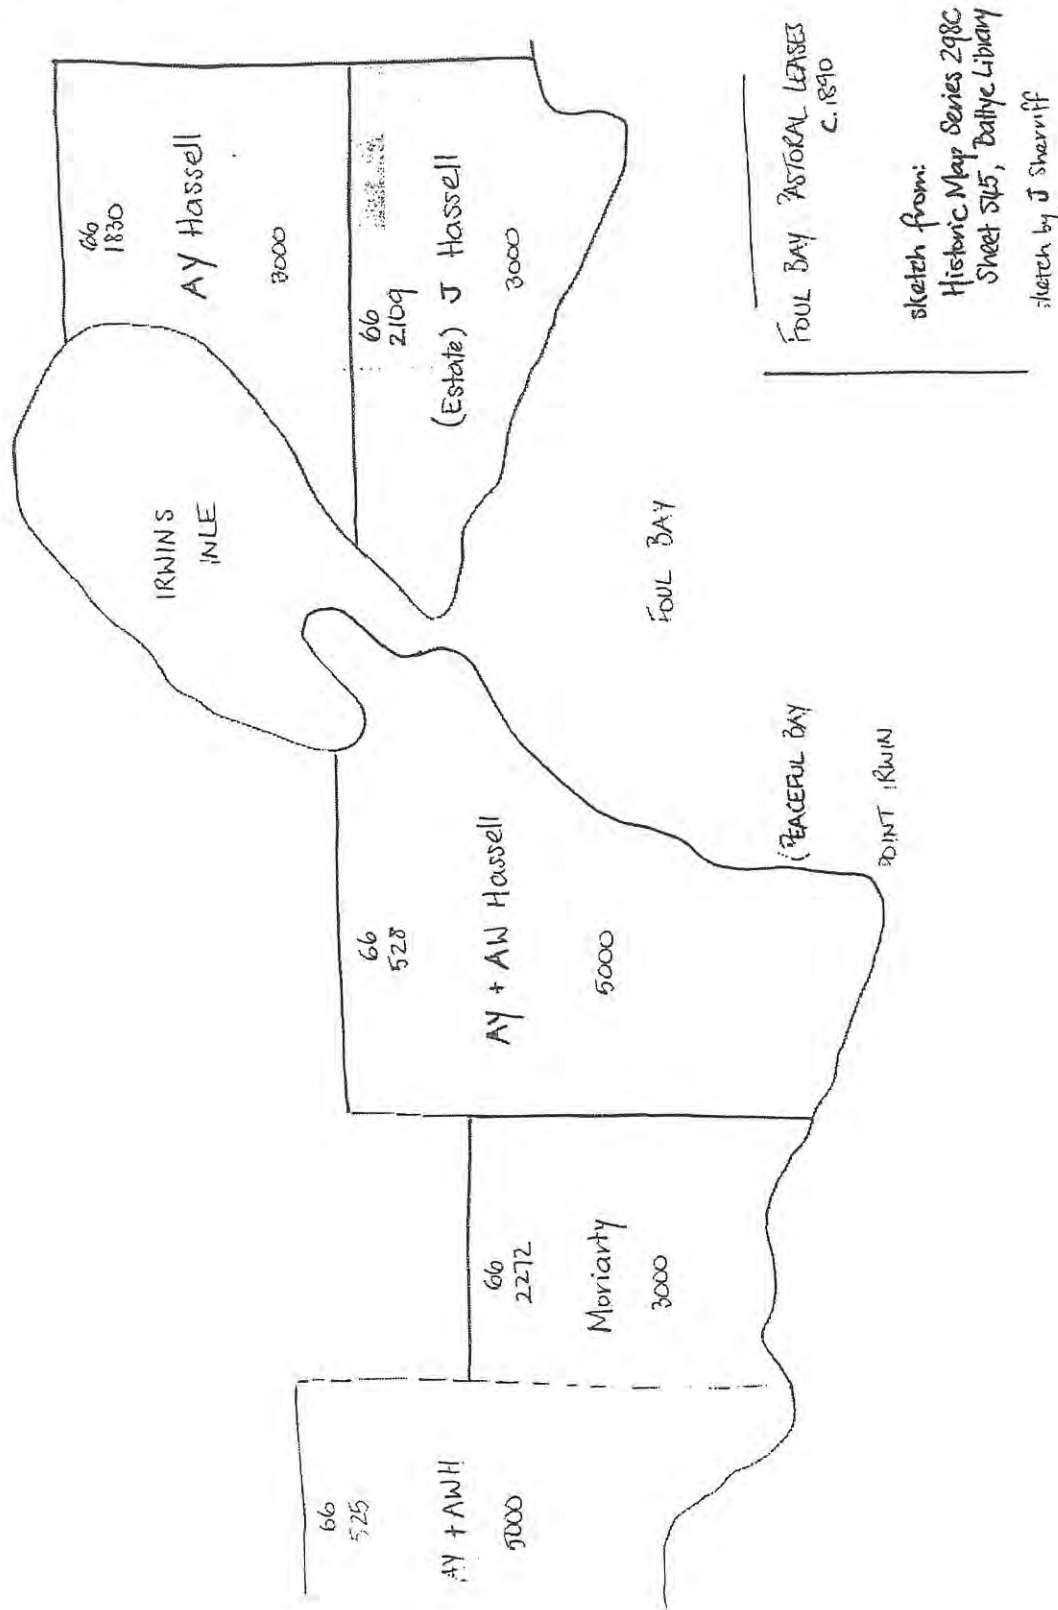 66
525
AY + AWH
5000
66
2272
Moriarty
3000
66
528
AY + AW Hassell
5000
IRWINS
INLE
66
1830
AY Hassell
3000
66
2109
(Estate) J Hassell
3000
FOUL BAY
(PEACEFUL BAY
POINT IRWIN
FOUL BAY PASTORAL LEASES
C.1890
sketch from:
Historic Map Series 298C
Sheet 545, Battye Library
sketch by J Sherriff